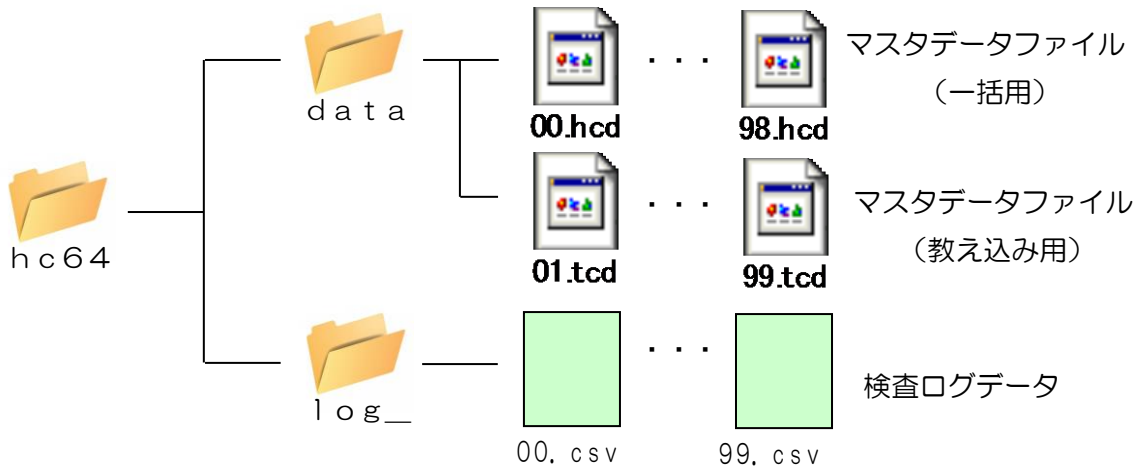 data
00.hcd
・・・
98.hcd
マスタデータファイル
(一括用)
hc64
01.tcd
・・・
99.tcd
マスタデータファイル
(教え込み用)
log_
00.csv
・・・
99.csv
検査ログデータ